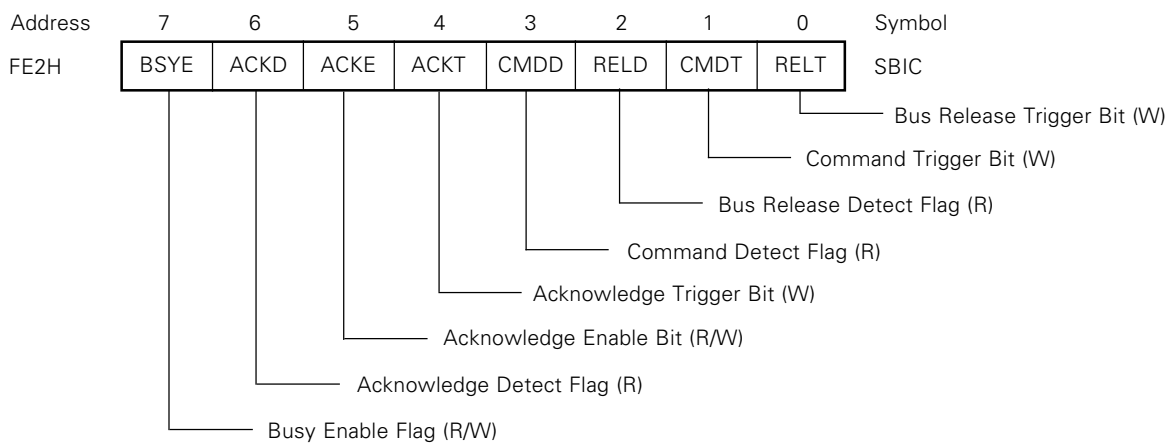 Address 7 6 5 4 3 2 1 0 Symbol
FE2H BSYE ACKD ACKE ACKT CMDD RELD CMDT RELT SBIC
Bus Release Trigger Bit (W)
Command Trigger Bit (W)
Bus Release Detect Flag (R)
Command Detect Flag (R)
Acknowledge Trigger Bit (W)
Acknowledge Enable Bit (R/W)
Acknowledge Detect Flag (R)
Busy Enable Flag (R/W)